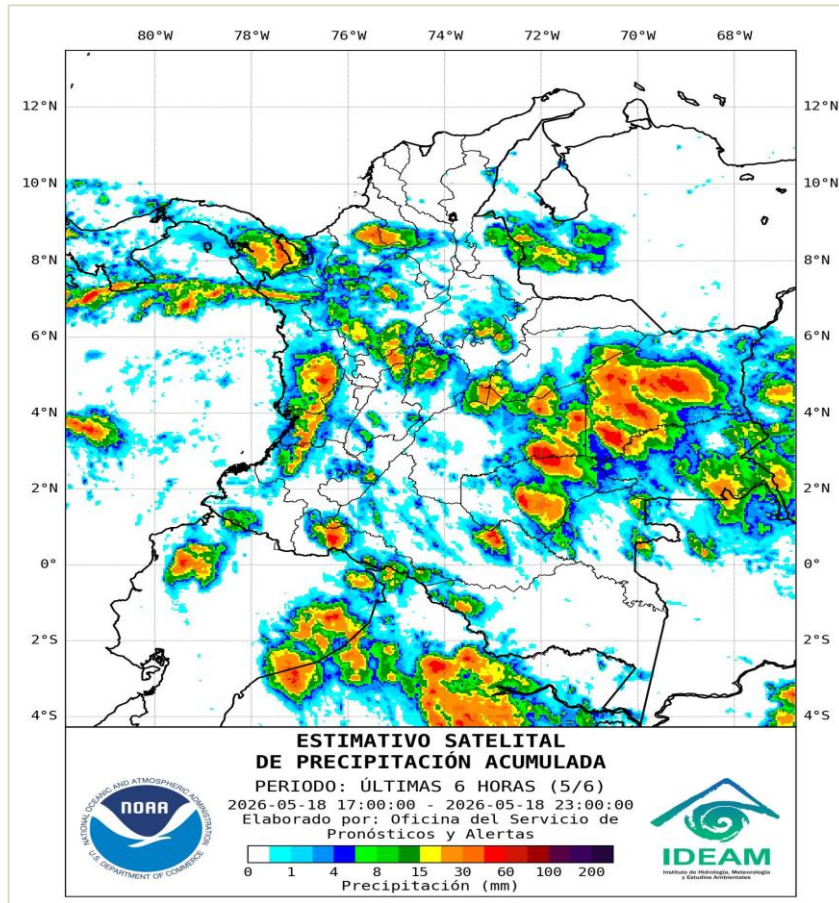 80°W 78°W 76°W 74°W 72°W 70°W 68°W
12°N 12°N
10°N 10°N
8°N 8°N
6°N 6°N
4°N 4°N
2°N 2°N
0° 0°
2°S 2°S
4°S 4°S
ESTIMATIVO SATELITAL
DE PRECIPITACIÓN ACUMULADA
PERIODO: ÚLTIMAS 6 HORAS (5/6)
2026-05-18 17:00:00 - 2026-05-18 23:00:00
Elaborado por: Oficina del Servicio de
Pronósticos y Alertas
0 1 4 8 15 30 60 100 200
Precipitación (mm)
NATIONAL OCEANIC AND ATMOSPHERIC ADMINISTRATION
NOAA
U.S. DEPARTMENT OF COMMERCE
IDEAM
Instituto de Hidrología, Meteorología
y Estudios Ambientales